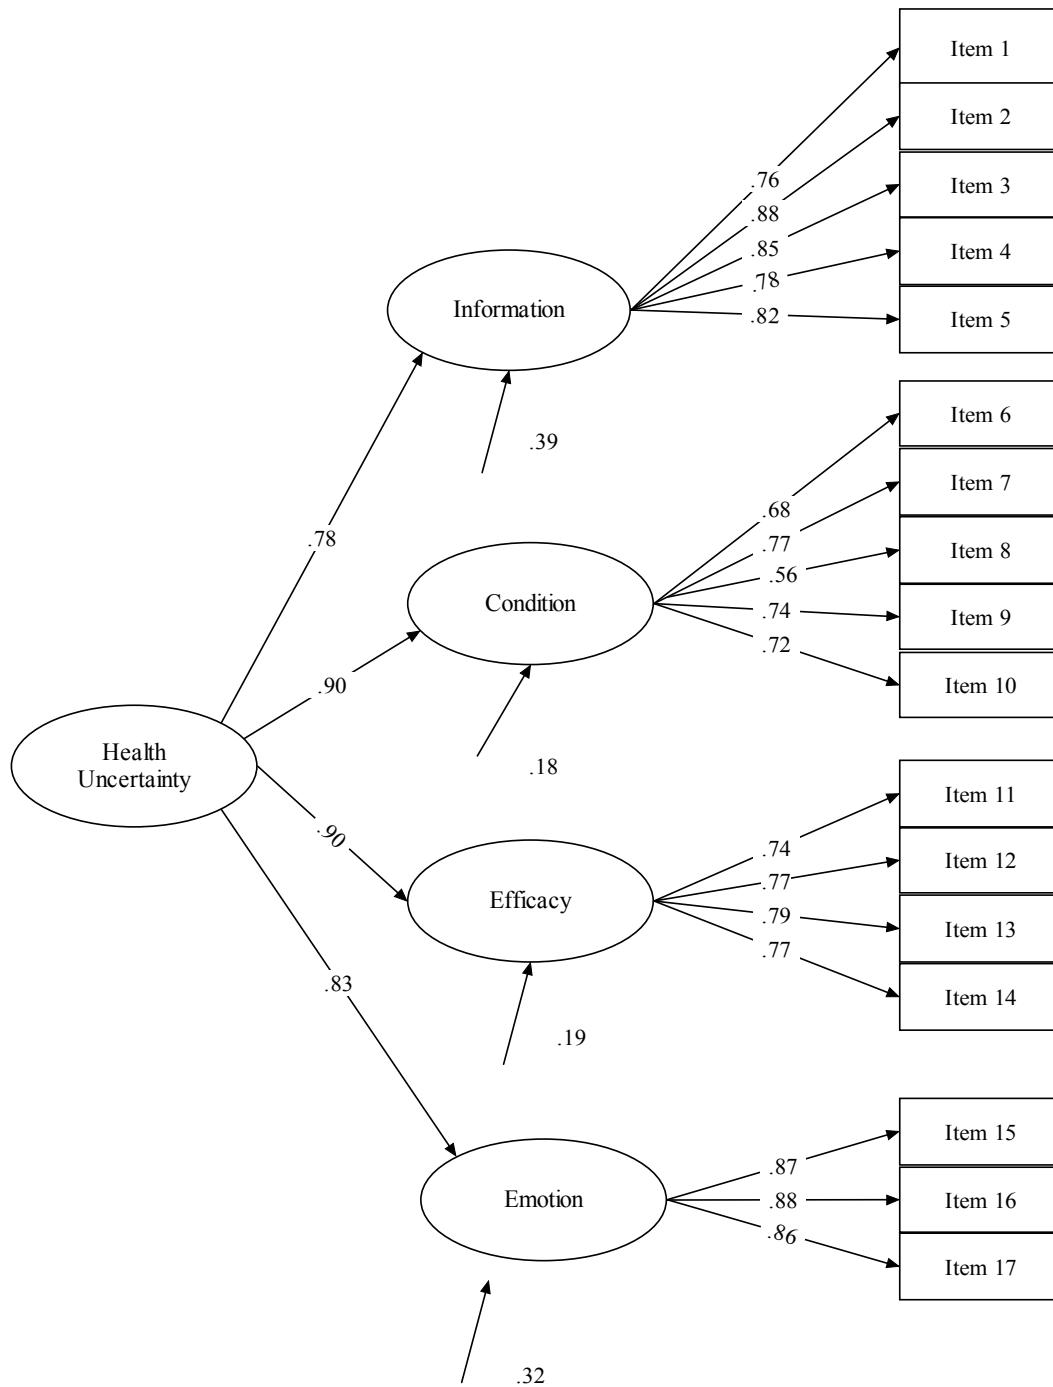 Item 1
Item 2
Item 3
Item 4
Item 5
.76
.88
.85
.78
.82
Information
.39
.78
Item 6
Item 7
Item 8
Item 9
Item 10
.68
.77
.56
.74
.72
Condition
.18
.90
Health
Uncertainty
Item 11
Item 12
Item 13
Item 14
.74
.77
.79
.77
Efficacy
.19
.90
.83
Item 15
Item 16
Item 17
.87
.88
.86
Emotion
.32